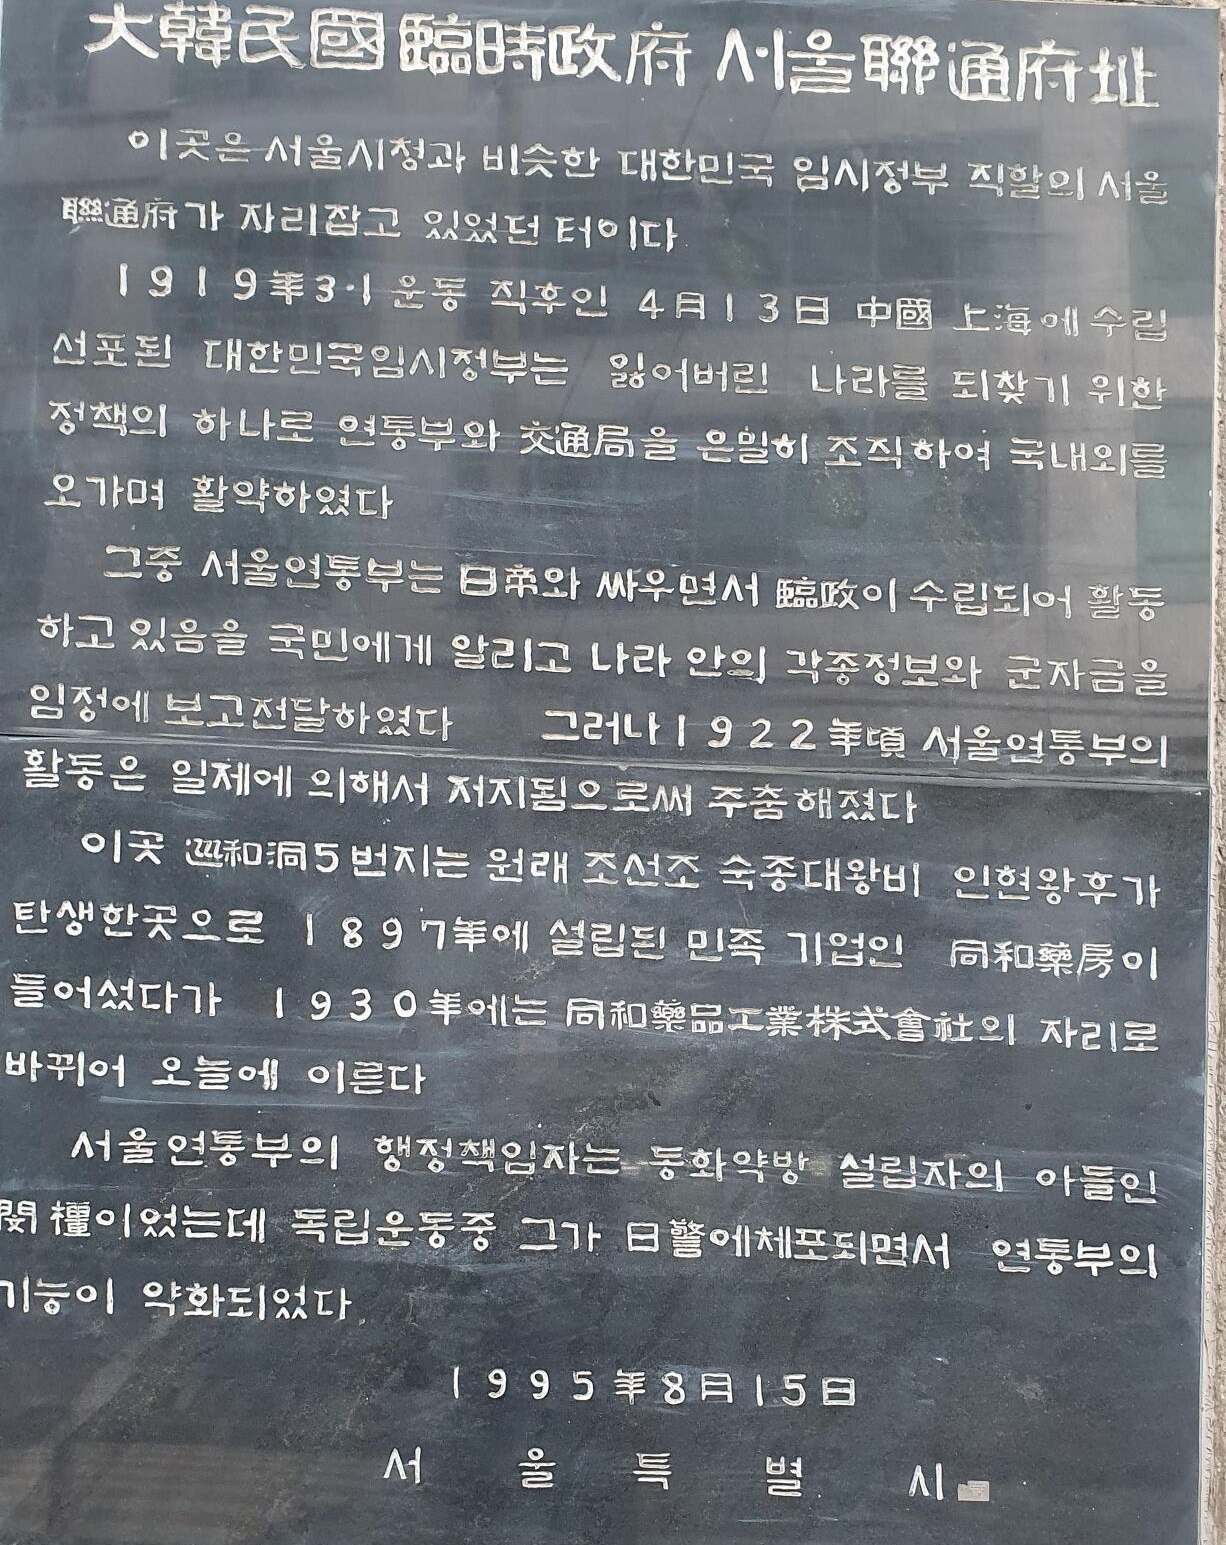 大韓民國 臨時政府 서울聯通府址
이곳은 서울시정과 비슷한 대한민국 임시정부 직할의 서울
聯通府가 자리잡고 있었던 터이다
1919年3·1운동 직후인 4月13日 中國 上海에 수립
선포된 대한민국임시정부는 잃어버린 나라를 되찾기 위한
정책의 하나로 연통부와 交通局을 은밀히 조직하여 국내외를
오가며 활약하였다
그중 서울연통부는 日帝와 싸우면서 臨政이 수립되어 활동
하고 있음을 국민에게 알리고 나라 안의 각종정보와 군자금을
임정에 보고전달하였다 그러나 1922年頃 서울연통부의
활동은 일제에 의해서 저지됨으로써 주춤해졌다
이곳 巡和洞5번지는 원래 조선조 숙종대왕비 인현왕후가
탄생한곳으로 1897年에 설립된 민족 기업인 同和藥房이
들어섰다가 1930年에는 同和藥品工業株式會社의 자리로
바뀌어 오늘에 이른다
서울연통부의 행정책임자는 동화약방 설립자의 아들인
閔橿이었는데 독립운동중 그가 日警에체포되면서 연통부의
기능이 약화되었다.
1995年8月15日
서울특별시